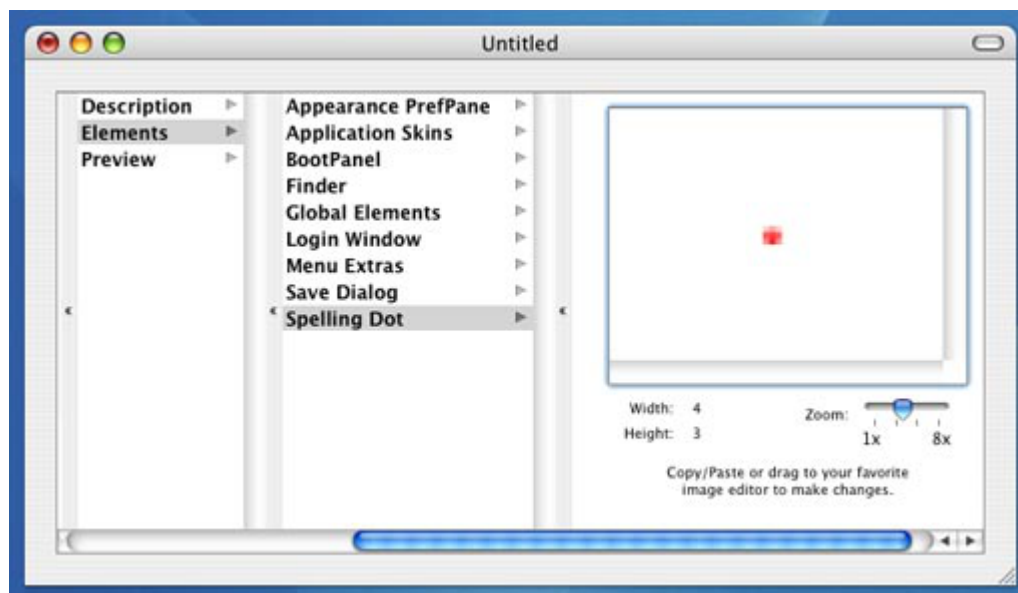 Untitled
Description
Elements
Preview
Appearance PrefPane
Application Skins
BootPanel
Finder
Global Elements
Login Window
Menu Extras
Save Dialog
Spelling Dot
Width: 4
Height: 3
Zoom:
1x 8x
Copy/Paste or drag to your favorite
image editor to make changes.